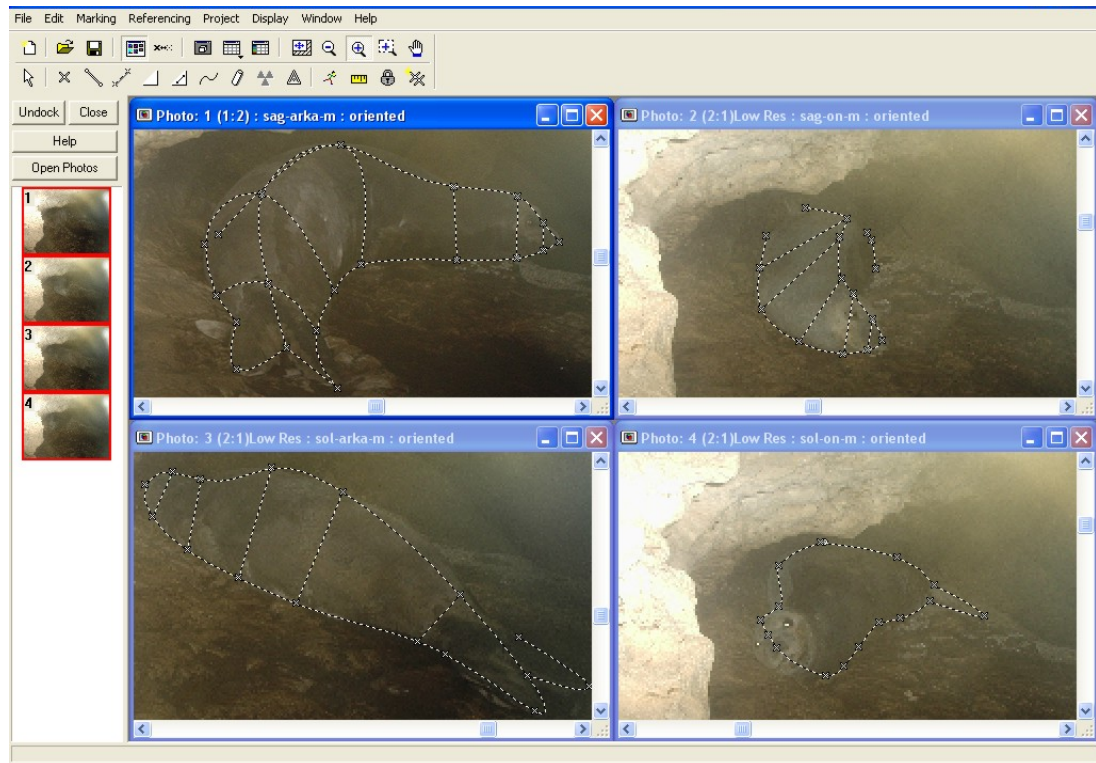 File Edit Marking Referencing Project Display Window Help
Undock Close
Help
Open Photos
1
2
3
4
Photo: 1 (1:2) : sag-arka-m : oriented
Photo: 2 (2:1)Low Res : sag-on-m : oriented
Photo: 3 (2:1)Low Res : sol-arka-m : oriented
Photo: 4 (2:1)Low Res : sol-on-m : oriented